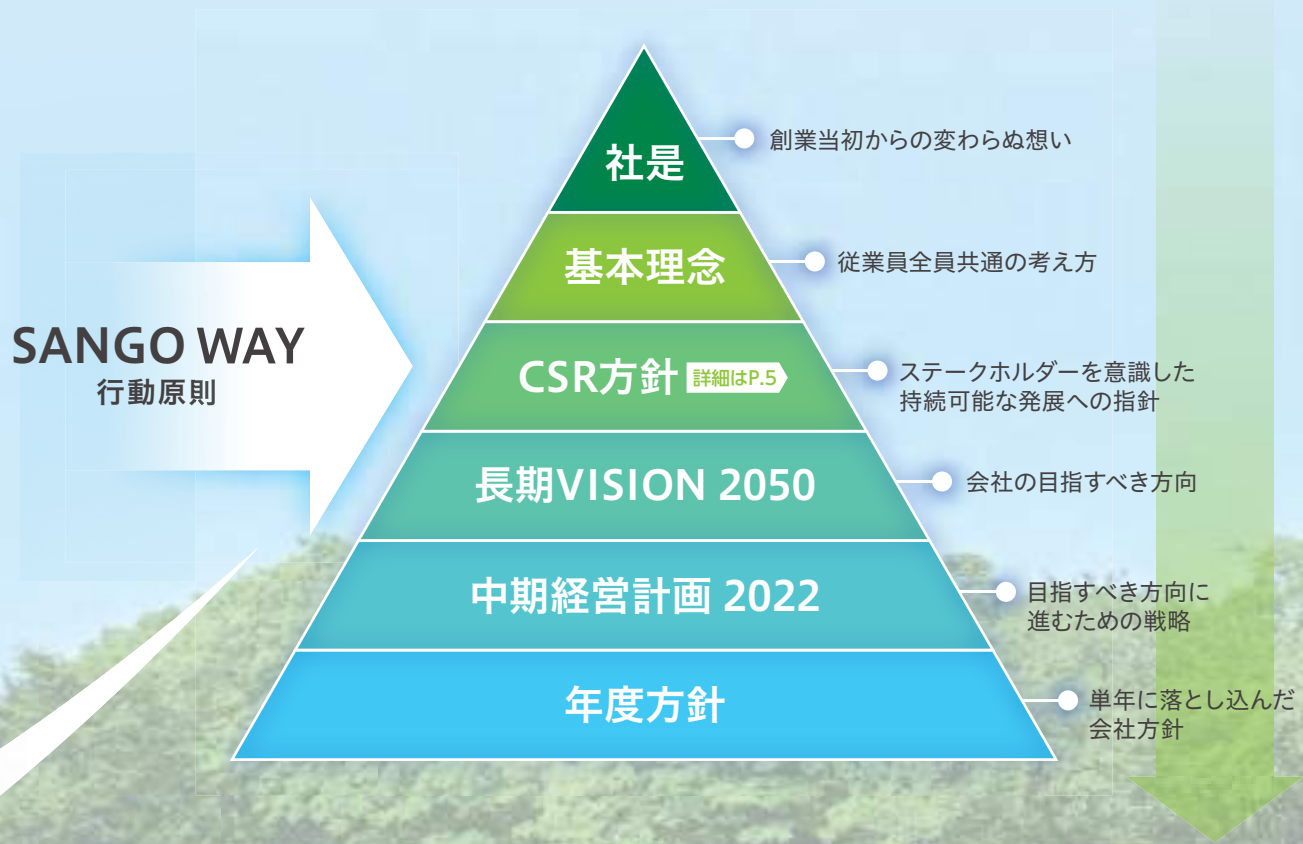 社是
創業当初からの変わらぬ想い
基本理念
従業員全員共通の考え方
SANGO WAY
行動原則
CSR方針 詳細はP.5
ステークホルダーを意識した
持続可能な発展への指針
長期VISION 2050
会社の目指すべき方向
中期経営計画 2022
目指すべき方向に
進むための戦略
年度方針
単年に落とし込んだ
会社方針